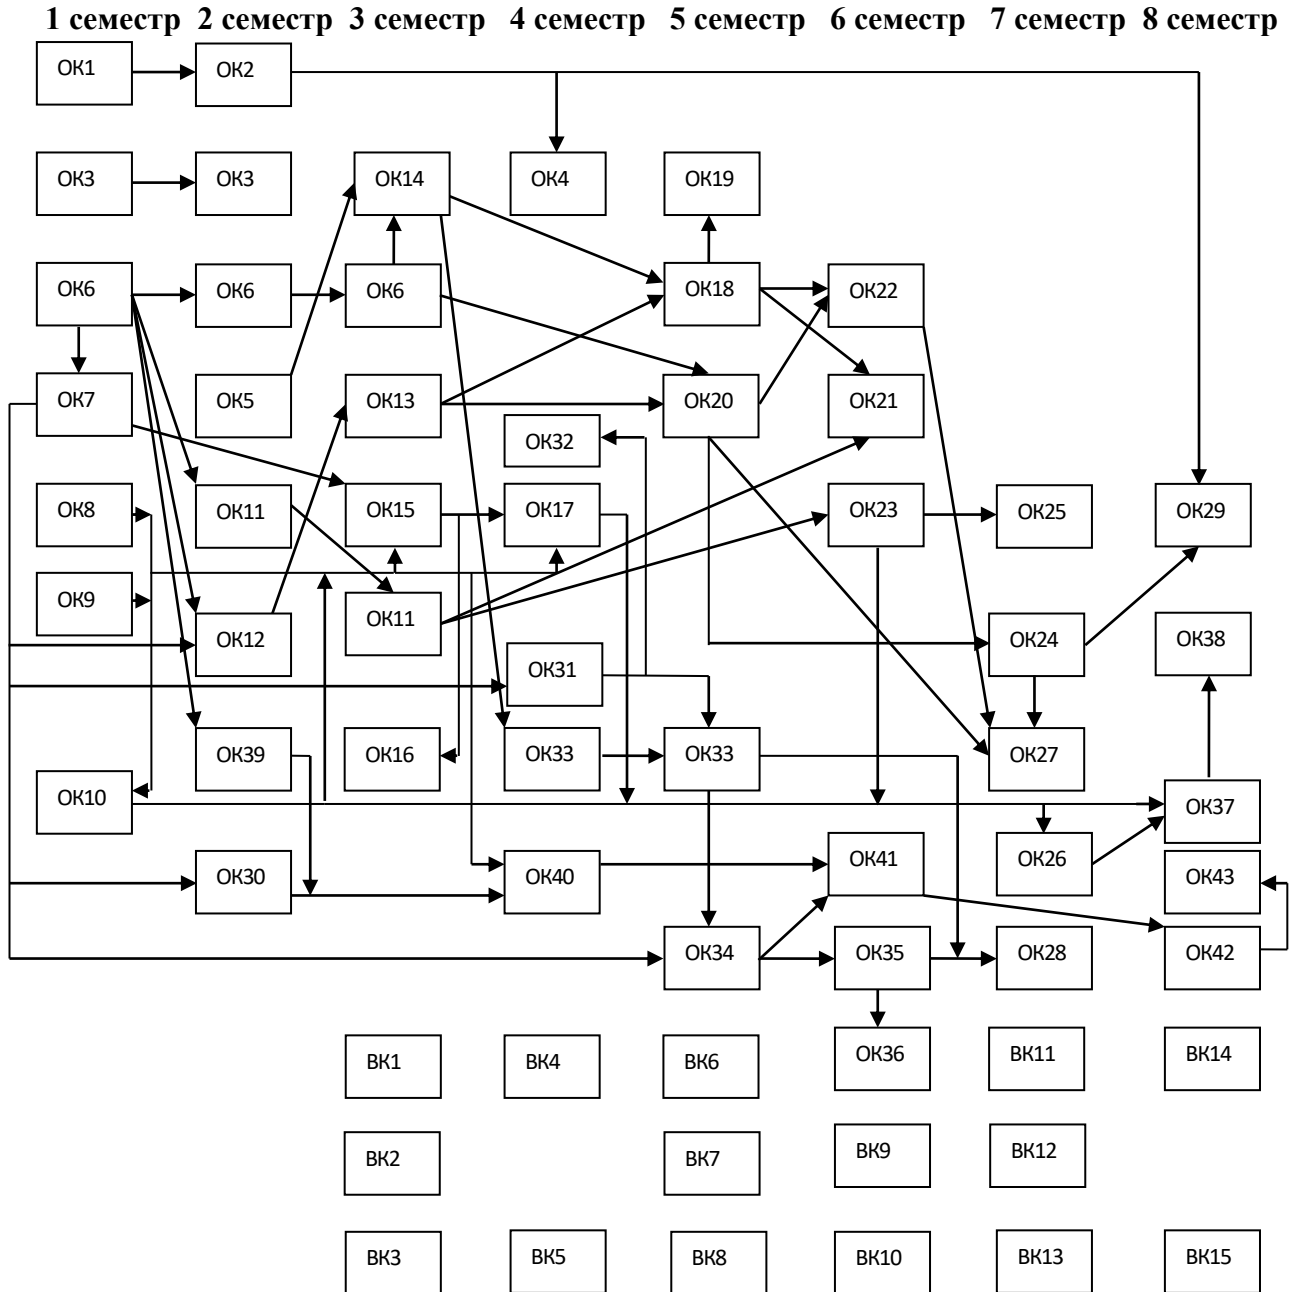 1 семестр 2 семестр 3 семестр 4 семестр 5 семестр 6 семестр 7 семестр 8 семестр
ОК1 ОК2
ОК3 ОК3 ОК14 ОК4 ОК19
ОК6 ОК6 ОК6 ОК18 ОК22
ОК7 ОК5 ОК13 ОК20 ОК21
ОК32
ОК8 ОК11 ОК15 ОК17 ОК23 ОК25 ОК29
ОК9 ОК11
ОК12 ОК24 ОК38
ОК31
ОК39 ОК16 ОК33 ОК33 ОК27
ОК10 ОК37
ОК30 ОК40 ОК41 ОК26 ОК43
ОК34 ОК35 ОК28 ОК42
ВК1 ВК4 ВК6 ОК36 ВК11 ВК14
ВК2 ВК7 ВК9 ВК12
ВК3 ВК5 ВК8 ВК10 ВК13 ВК15